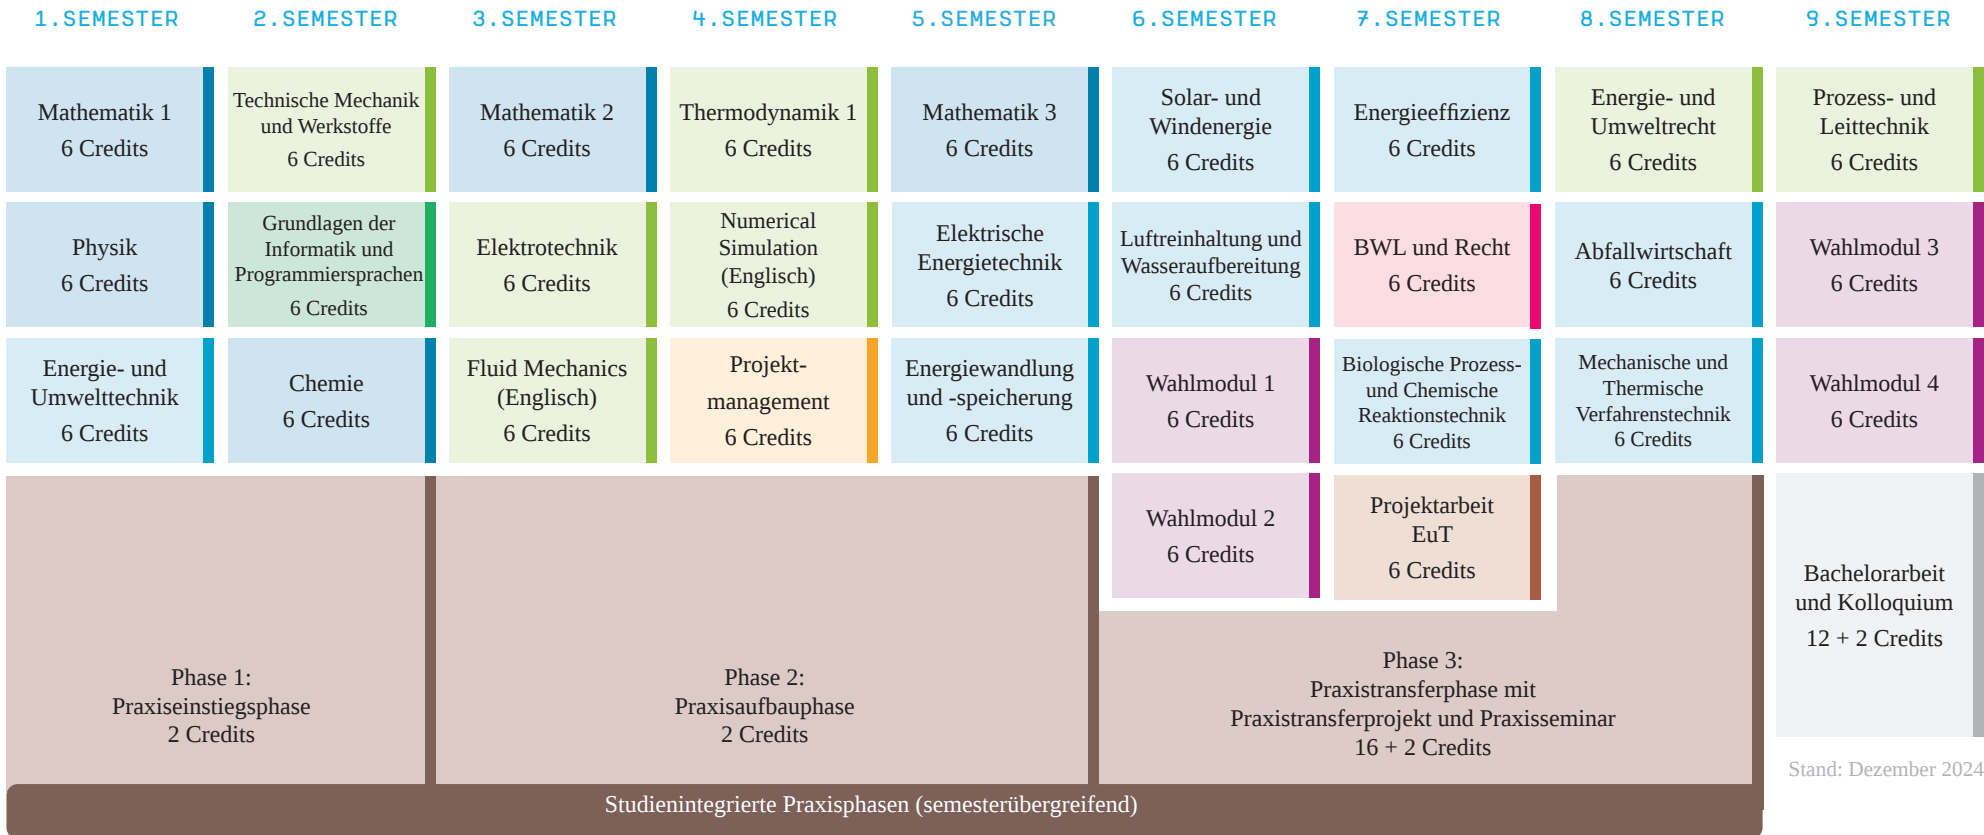 1.SEMESTER
2.SEMESTER
3.SEMESTER
4.SEMESTER
5.SEMESTER
6.SEMESTER
7.SEMESTER
8.SEMESTER
9.SEMESTER
Mathematik 1
6 Credits
Technische Mechanik
und Werkstoffe
6 Credits
Mathematik 2
6 Credits
Thermodynamik 1
6 Credits
Mathematik 3
6 Credits
Solar- und
Windenergie
6 Credits
Energieeffizienz
6 Credits
Energie- und
Umweltrecht
6 Credits
Prozess- und
Leittechnik
6 Credits
Physik
6 Credits
Grundlagen der
Informatik und
Programmiersprachen
6 Credits
Elektrotechnik
6 Credits
Numerical
Simulation
(Englisch)
6 Credits
Elektrische
Energietechnik
6 Credits
Luftreinhaltung und
Wasseraufbereitung
6 Credits
BWL und Recht
6 Credits
Abfallwirtschaft
6 Credits
Wahlmodul 3
6 Credits
Energie- und
Umwelttechnik
6 Credits
Chemie
6 Credits
Fluid Mechanics
(Englisch)
6 Credits
Projekt-
management
6 Credits
Energiewandlung
und -speicherung
6 Credits
Wahlmodul 1
6 Credits
Biologische Prozess-
und Chemische
Reaktionstechnik
6 Credits
Mechanische und
Thermische
Verfahrenstechnik
6 Credits
Wahlmodul 4
6 Credits
Wahlmodul 2
6 Credits
Projektarbeit
EuT
6 Credits
Bachelorarbeit
und Kolloquium
12 + 2 Credits
Phase 1:
Praxiseinstiegsphase
2 Credits
Phase 2:
Praxisaufbauphase
2 Credits
Phase 3:
Praxistransferphase mit
Praxistransferprojekt und Praxisseminar
16 + 2 Credits
Stand: Dezember 2024
Studienintegrierte Praxisphasen (semesterübergreifend)